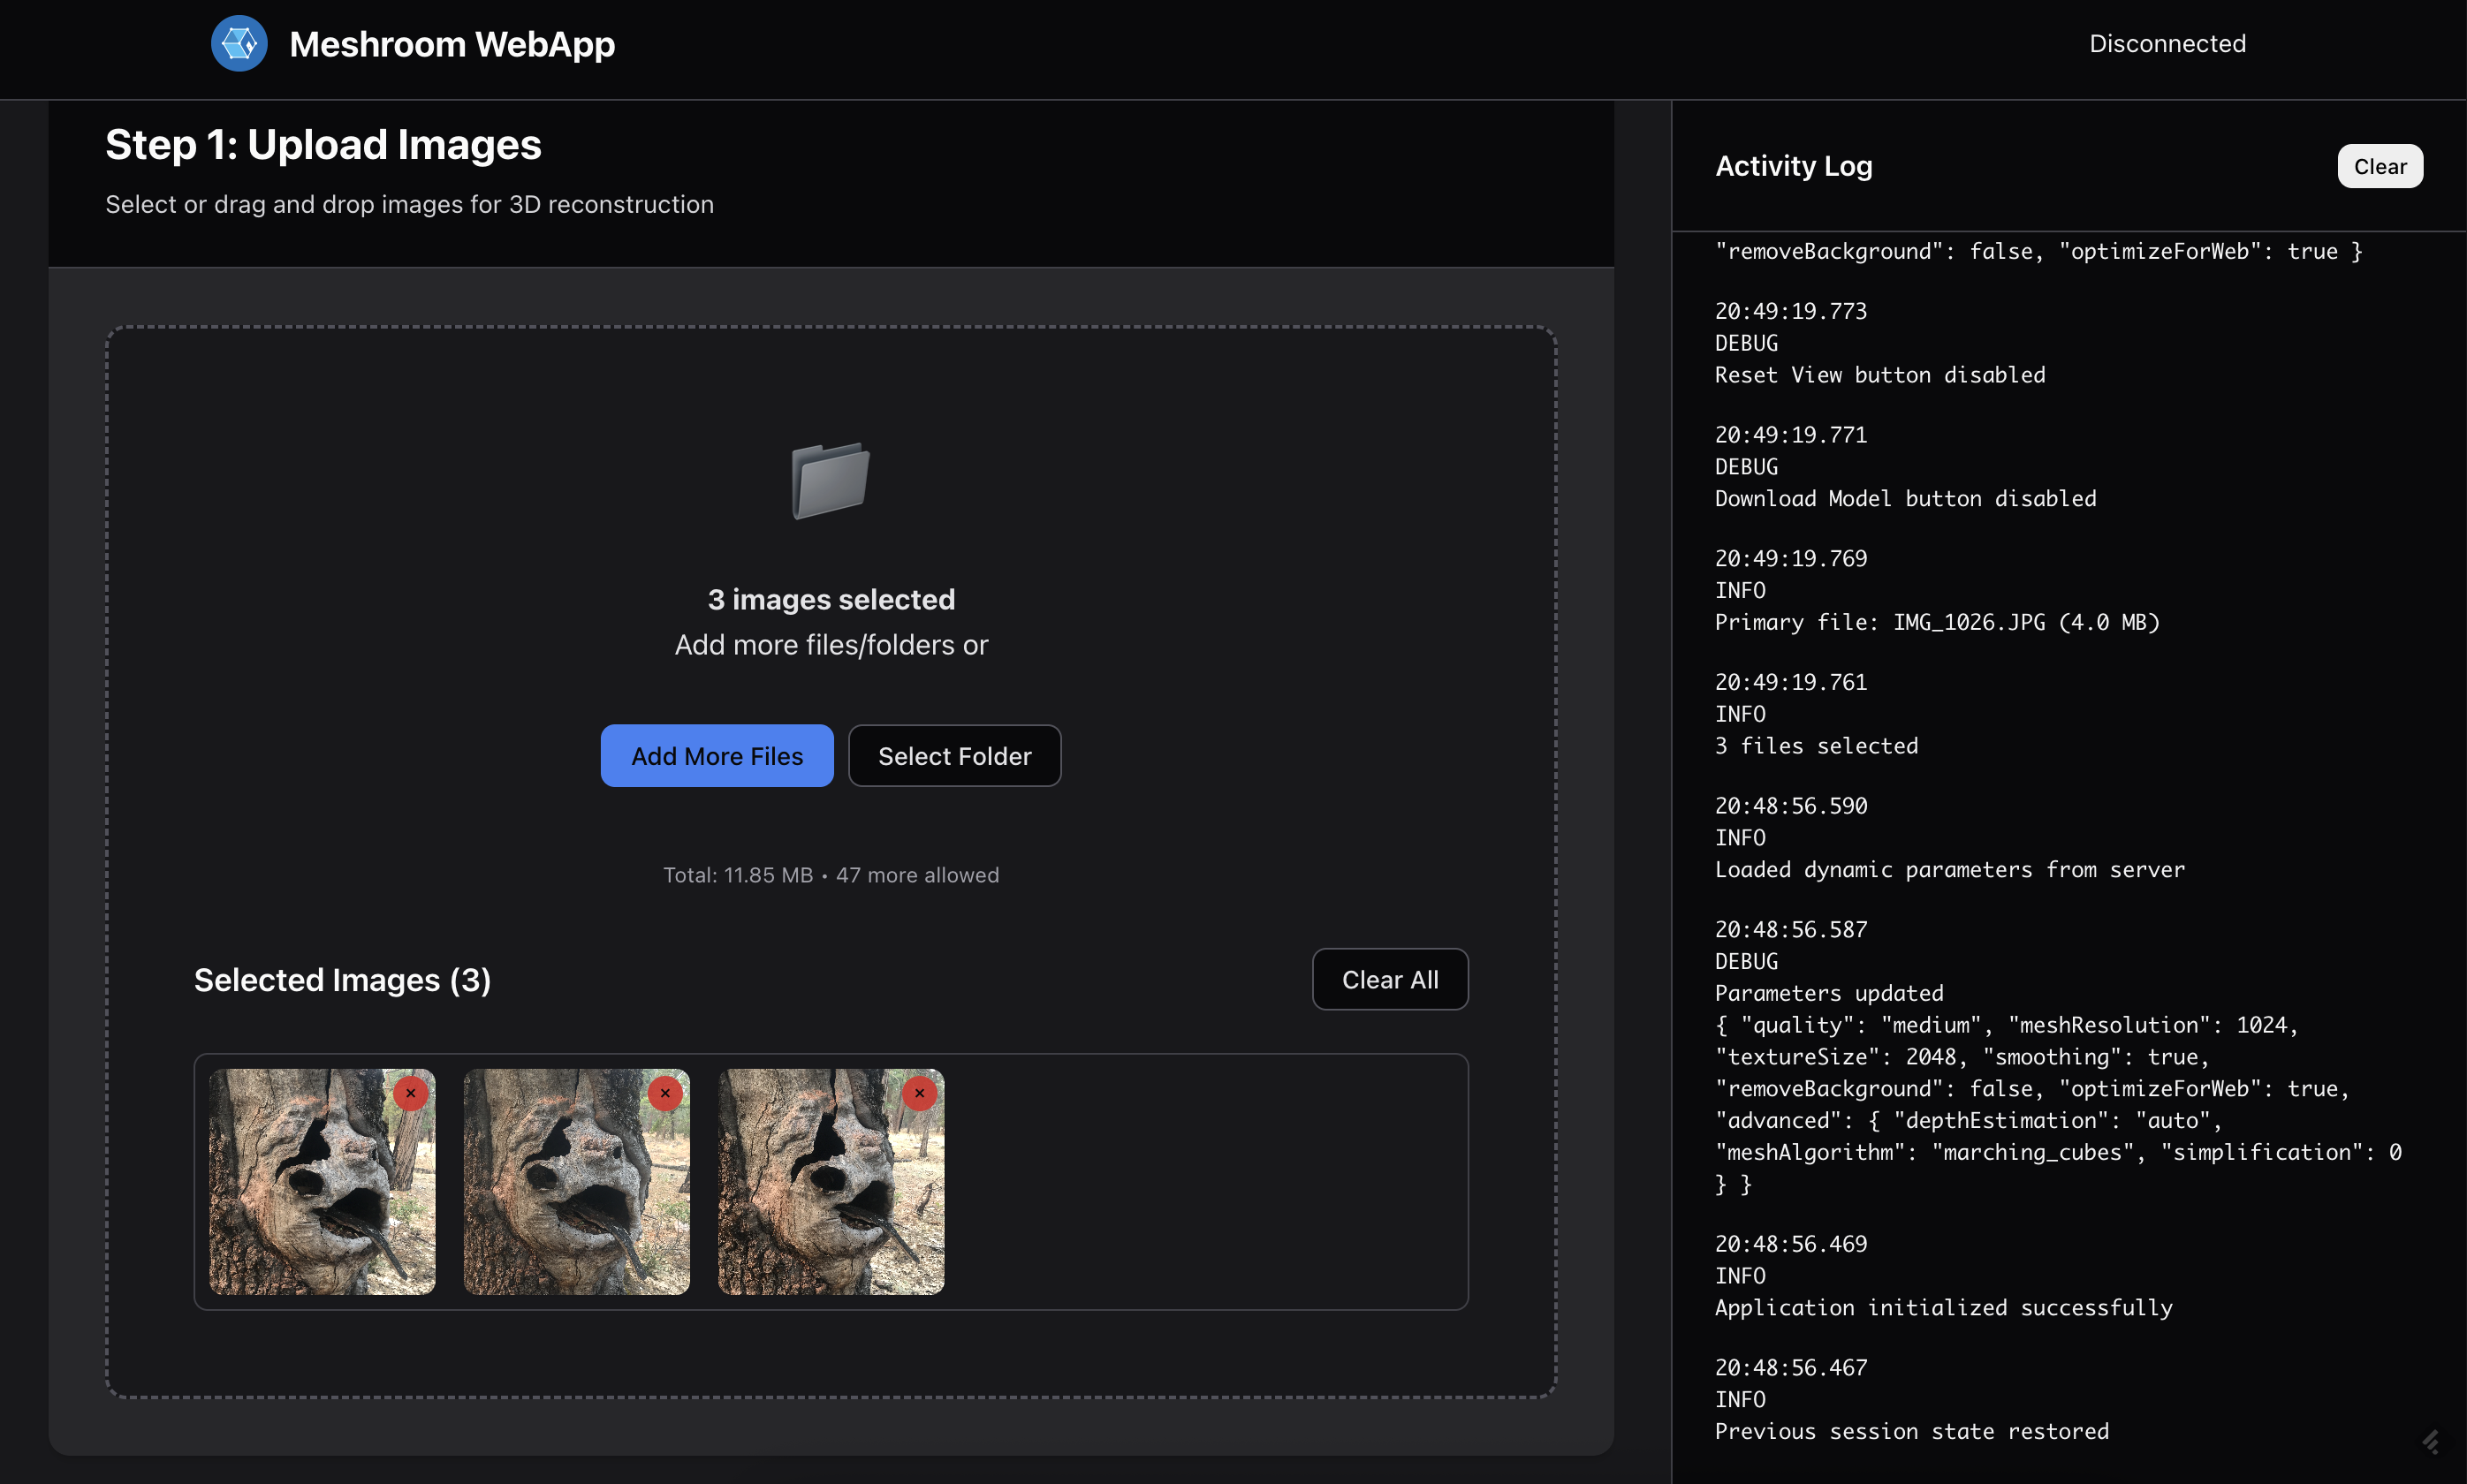 Meshroom WebApp
Disconnected
Step 1: Upload Images
Select or drag and drop images for 3D reconstruction
3 images selected
Add more files/folders or
Add More Files
Select Folder
Total: 11.85 MB • 47 more allowed
Selected Images (3)
Clear All
×
×
×
Activity Log
Clear
"removeBackground": false, "optimizeForWeb": true }
20:49:19.773
DEBUG
Reset View button disabled
20:49:19.771
DEBUG
Download Model button disabled
20:49:19.769
INFO
Primary file: IMG_1026.JPG (4.0 MB)
20:49:19.761
INFO
3 files selected
20:48:56.590
INFO
Loaded dynamic parameters from server
20:48:56.587
DEBUG
Parameters updated
{ "quality": "medium", "meshResolution": 1024,
"textureSize": 2048, "smoothing": true,
"removeBackground": false, "optimizeForWeb": true,
"advanced": { "depthEstimation": "auto",
"meshAlgorithm": "marching_cubes", "simplification": 0
} }
20:48:56.469
INFO
Application initialized successfully
20:48:56.467
INFO
Previous session state restored